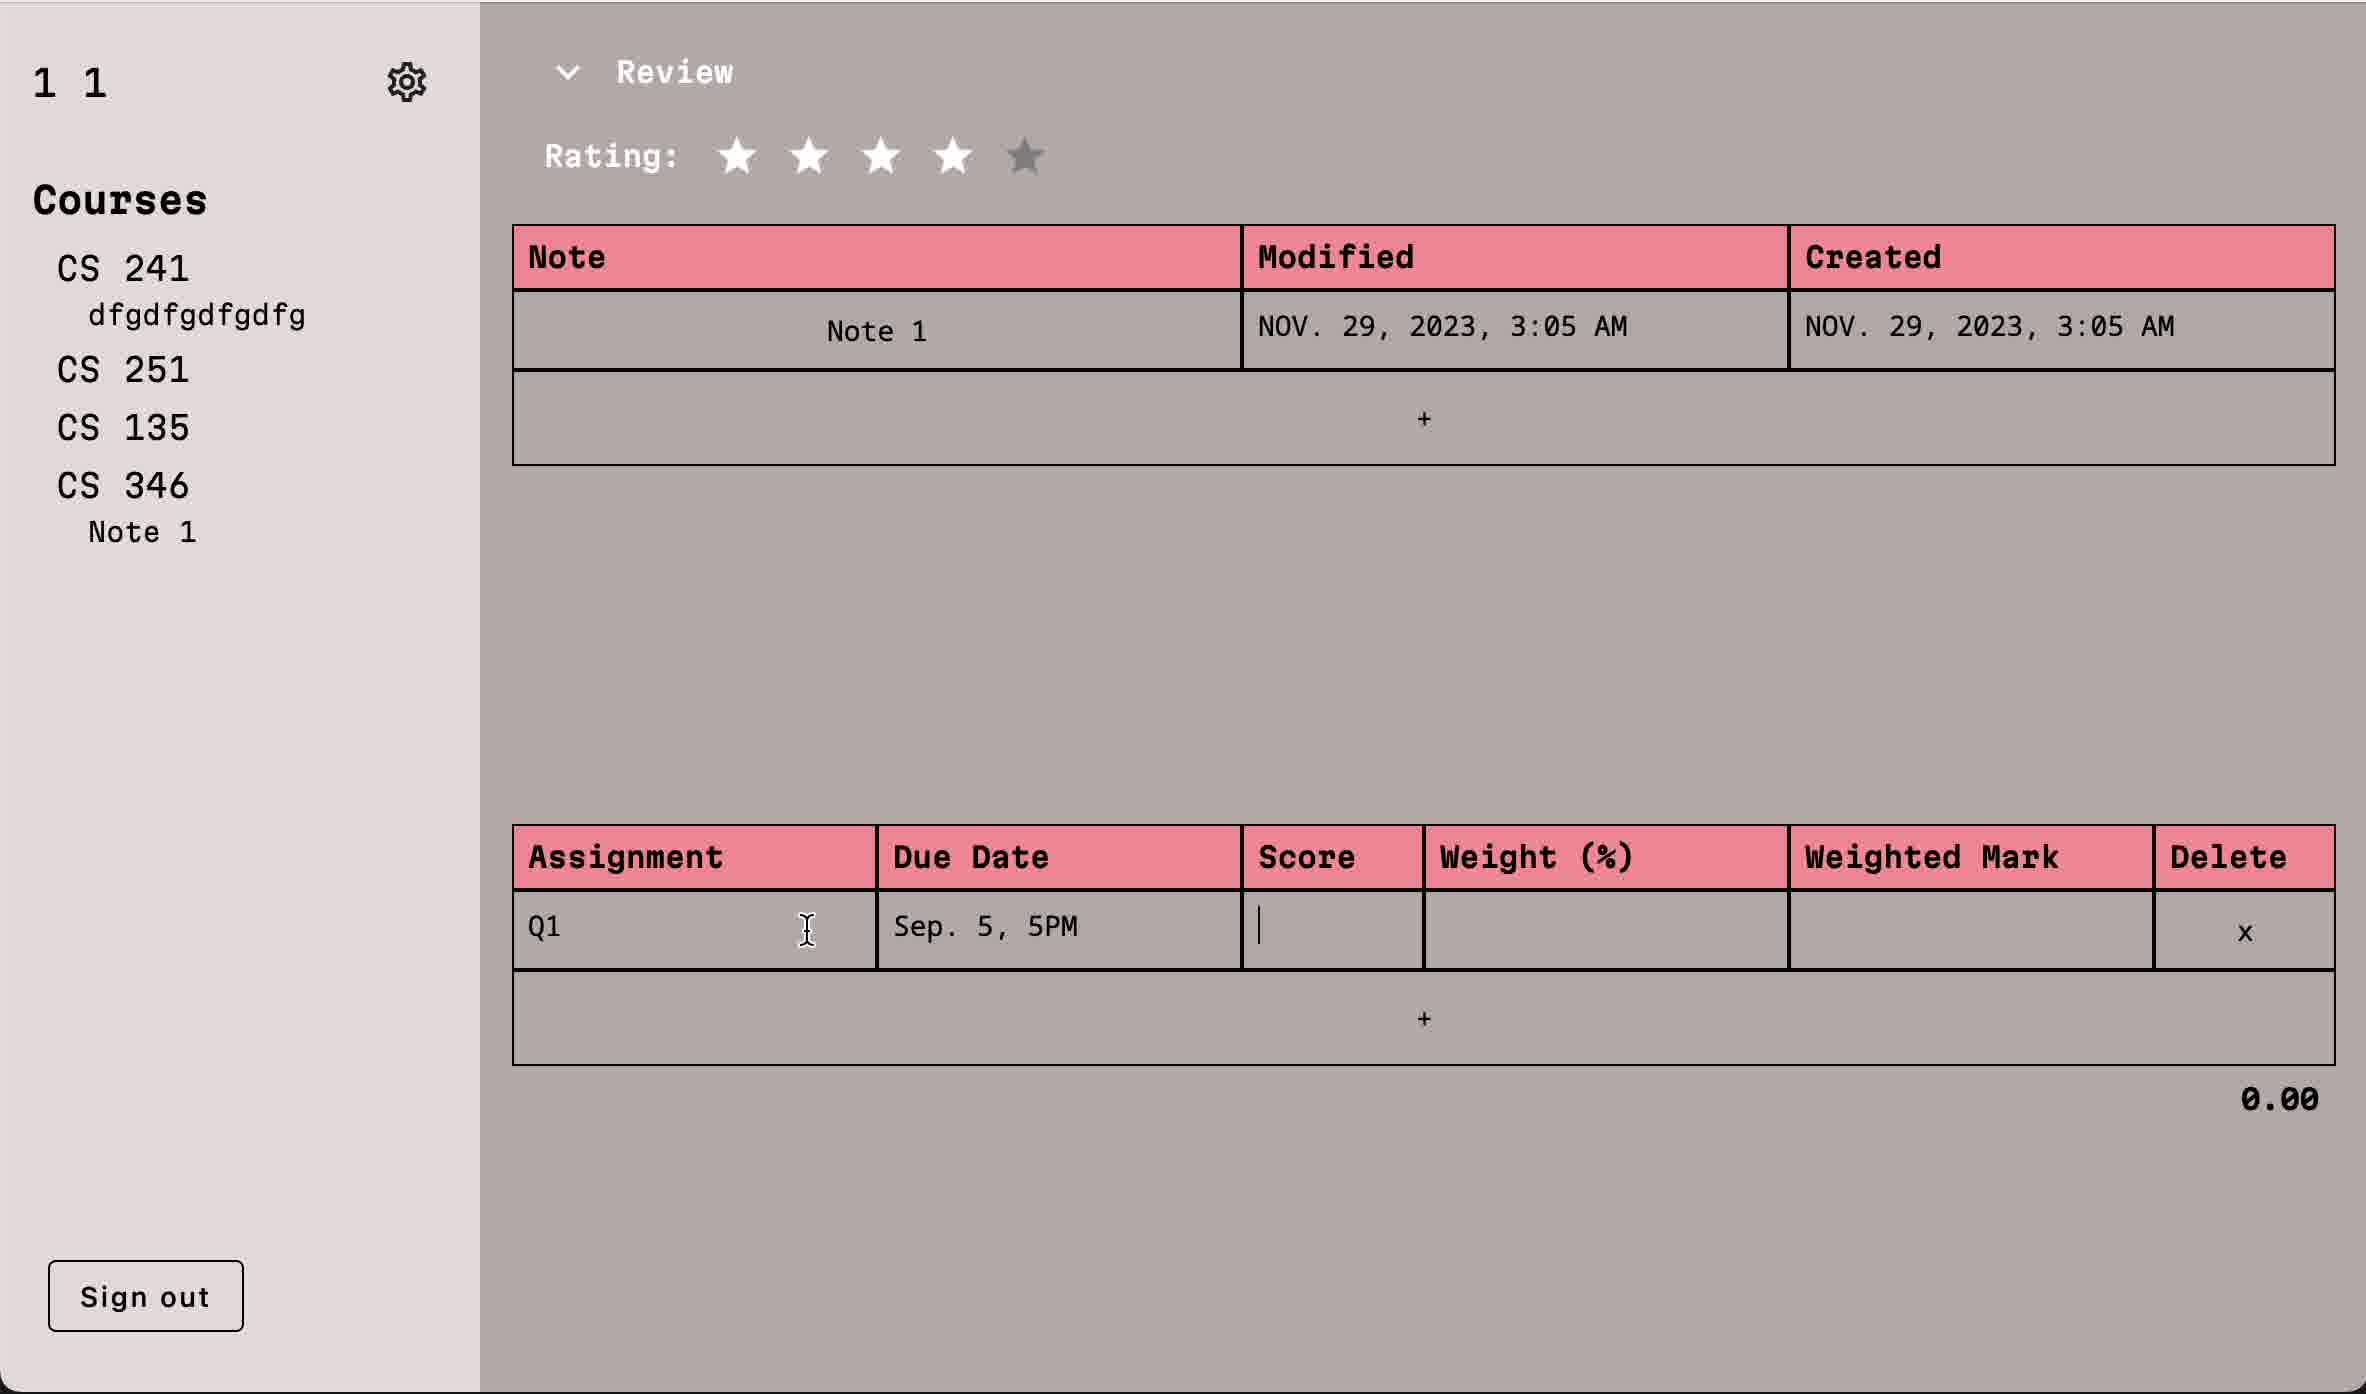 1 1
Courses
CS 241
dfgdfgdfgdfg
CS 251
CS 135
CS 346
Note 1
Sign out
Review
Rating:
Note Modified Created
Note 1 NOV. 29, 2023, 3:05 AM NOV. 29, 2023, 3:05 AM
+
Assignment Due Date Score Weight (%) Weighted Mark Delete
Q1 Sep. 5, 5PM x
+
0.00